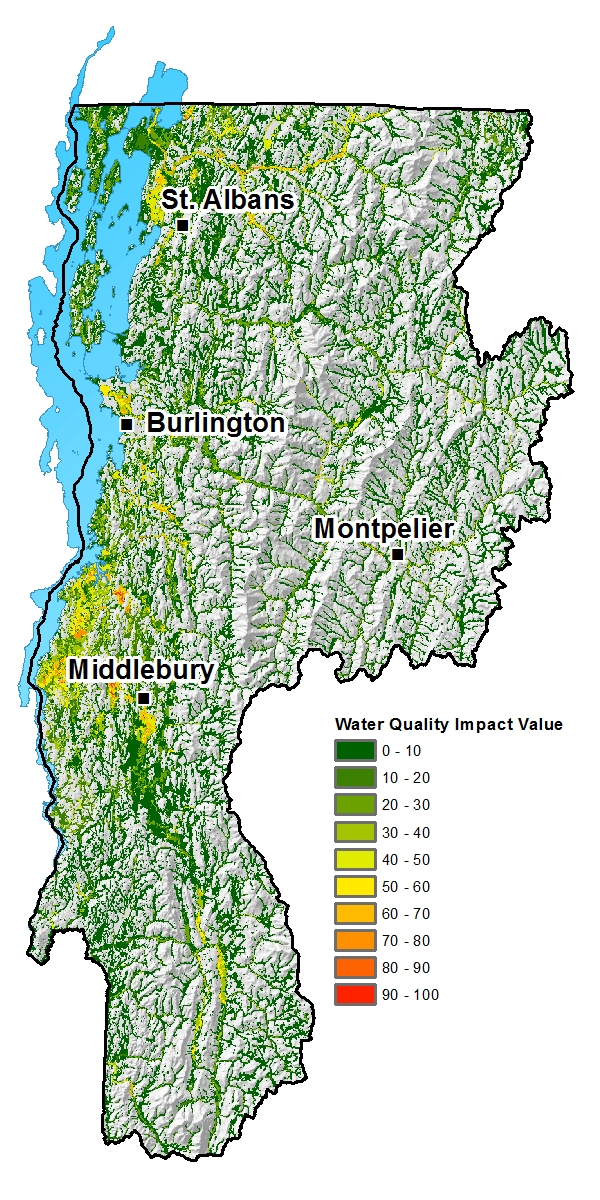 St. Albans
Burlington
Montpelier
Middlebury
Water Quality Impact Value
0 - 10
10 - 20
20 - 30
30 - 40
40 - 50
50 - 60
60 - 70
70 - 80
80 - 90
90 - 100